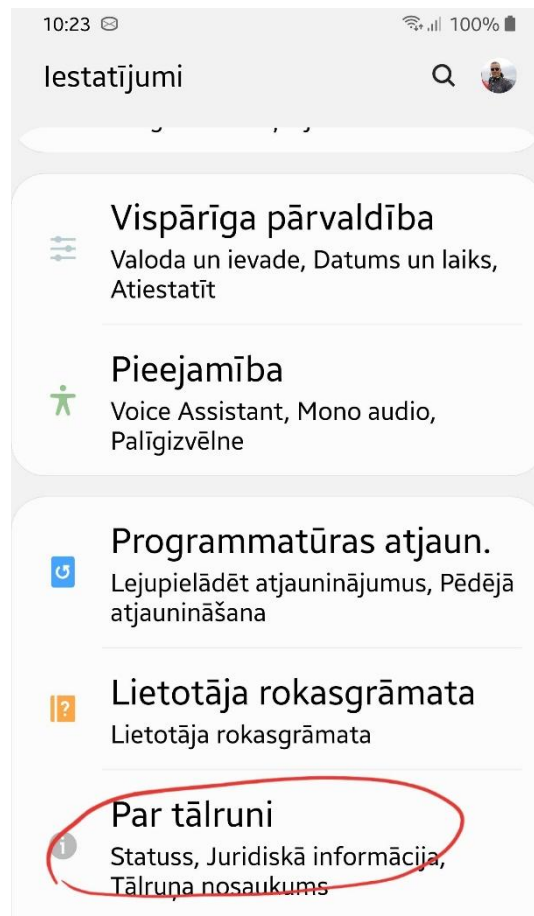 10:23
100%
Iestatījumi
Vispārīga pārvaldība
Valoda un ievade, Datums un laiks,
Atiestatīt
Pieejamība
Voice Assistant, Mono audio,
Palīgizvēlne
Programmatūras atjaun.
Lejupielādēt atjauninājumus, Pēdējā
atjaunināšana
Lietotāja rokasgrāmata
Lietotāja rokasgrāmata
Par tālruni
Statuss, Juridiskā informācija,
Tālruņa nosaukums